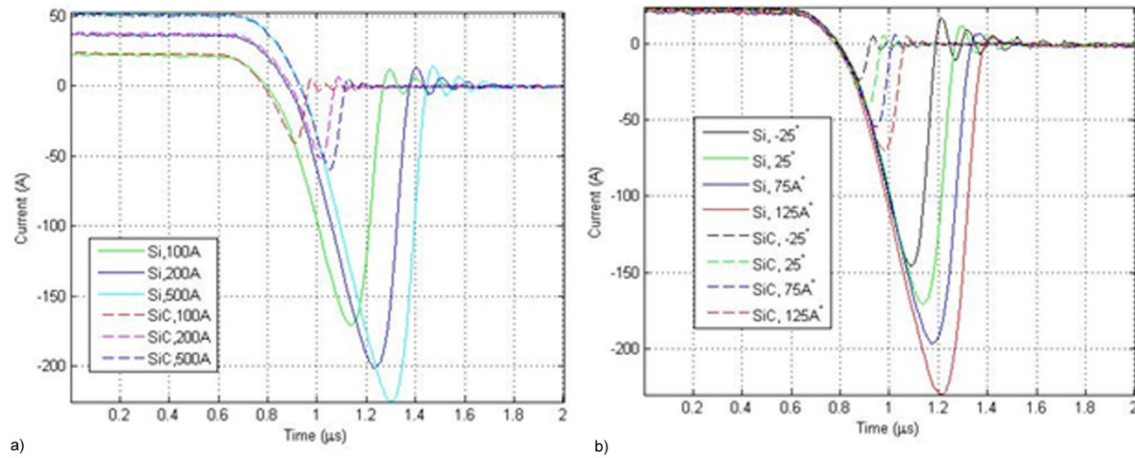 50
0
-50
-100
-150
-200
Current (A)
Si,100A
Si,200A
Si,500A
SiC,100A
SiC,200A
SiC,500A
0.2 0.4 0.6 0.8 1 1.2 1.4 1.6 1.8 2
Time (μs)
a)
50
0
-50
-100
-150
-200
Current (A)
Si, -25*
Si, 25*
Si, 75A*
Si, 125A*
SiC, -25*
SiC, 25*
SiC, 75A*
SiC, 125A*
0.2 0.4 0.6 0.8 1 1.2 1.4 1.6 1.8 2
Time (μs)
b)